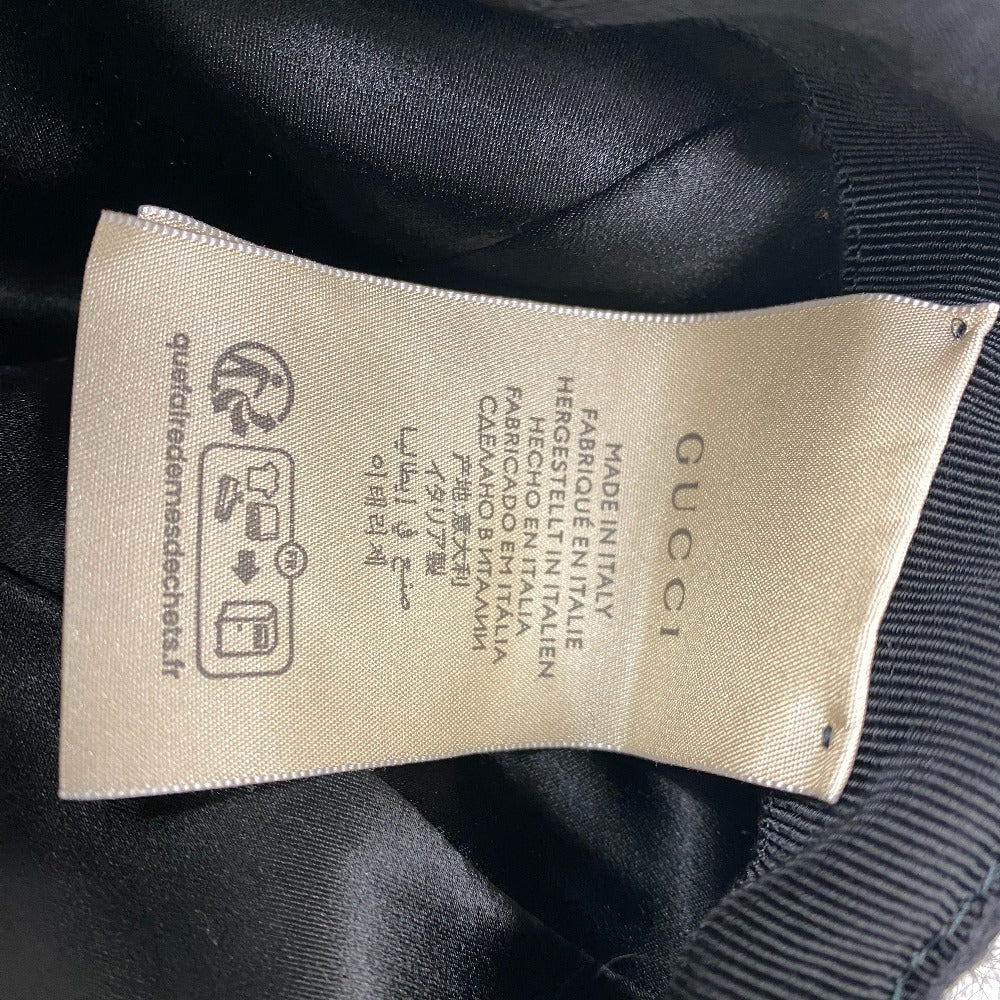 GUCCI
MADE IN ITALY
FABRIQUÉ EN ITALIE
HERGESTELLT IN ITALIEN
HECHO EN ITALIA
FABRICADO EM ITÁLIA
СДЕЛАНО В ИТАЛИИ
产地意大利
イタリア製
صنع في إيطاليا
이태리제
FR
quefairedemesdechets.fr